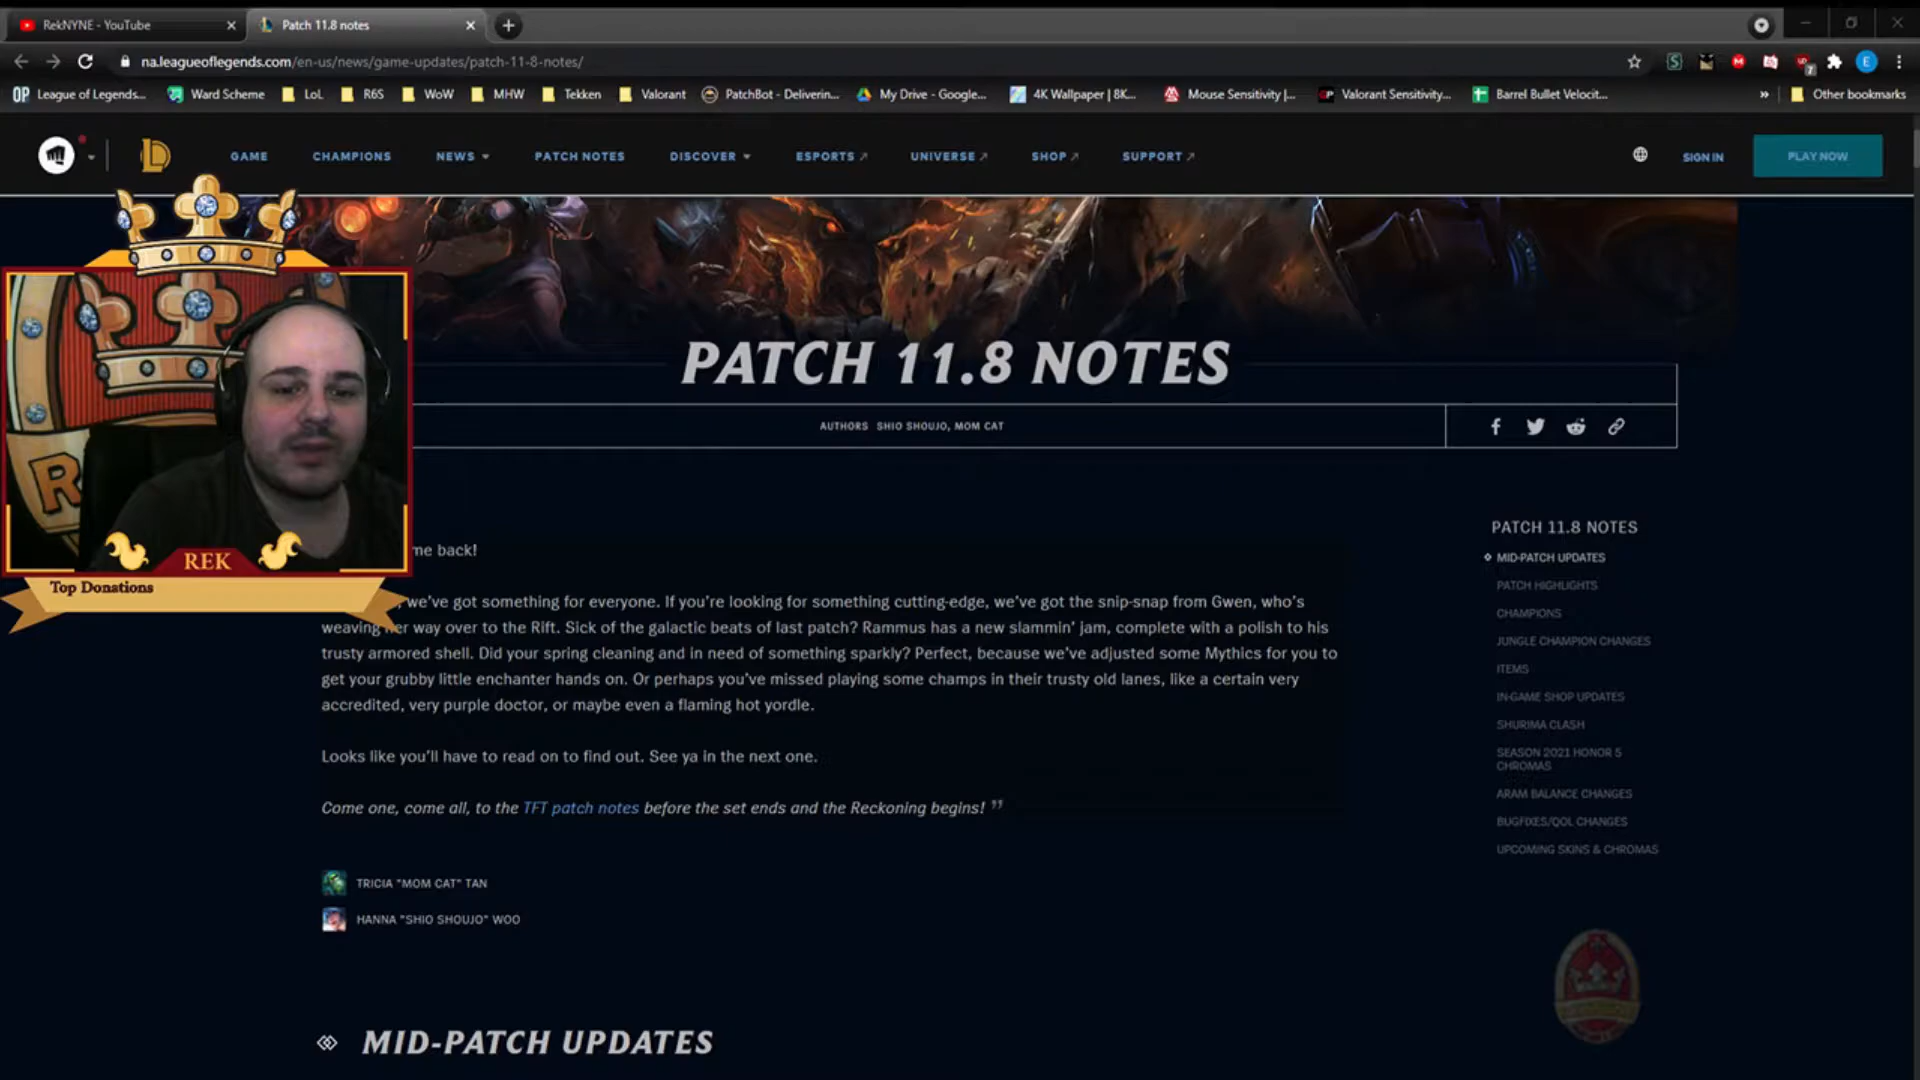 RekNYNE - YouTube
Patch 11.8 notes
na.leagueoflegends.com/en-us/news/game-updates/patch-11-8-notes/
OP League of Legends... Ward Scheme LoL R6S WoW MHW Tekken Valorant PatchBot - Deliverin... My Drive - Google... 4K Wallpaper | 8K... Mouse Sensitivity |... Valorant Sensitivity... Barrel Bullet Velocit... » Other bookmarks
GAME CHAMPIONS NEWS PATCH NOTES DISCOVER ESPORTS UNIVERSE SHOP SUPPORT SIGN IN PLAY NOW
PATCH 11.8 NOTES
AUTHORS SHIO SHOUJO, MOM CAT
R
REK
Top Donations
me back!
we've got something for everyone. If you're looking for something cutting-edge, we've got the snip-snap from Gwen, who's
weaving her way over to the Rift. Sick of the galactic beats of last patch? Rammus has a new slammin' jam, complete with a polish to his
trusty armored shell. Did your spring cleaning and in need of something sparkly? Perfect, because we've adjusted some Mythics for you to
get your grubby little enchanter hands on. Or perhaps you've missed playing some champs in their trusty old lanes, like a certain very
accredited, very purple doctor, or maybe even a flaming hot yordle.
Looks like you'll have to read on to find out. See ya in the next one.
Come one, come all, to the TFT patch notes before the set ends and the Reckoning begins! ”
TRICIA "MOM CAT" TAN
HANNA "SHIO SHOUJO" WOO
MID-PATCH UPDATES
PATCH 11.8 NOTES
MID-PATCH UPDATES
PATCH HIGHLIGHTS
CHAMPIONS
JUNGLE CHAMPION CHANGES
ITEMS
IN-GAME SHOP UPDATES
SHURIMA CLASH
SEASON 2021 HONOR 5
CHROMAS
ARAM BALANCE CHANGES
BUGFIXES/QOL CHANGES
UPCOMING SKINS & CHROMAS